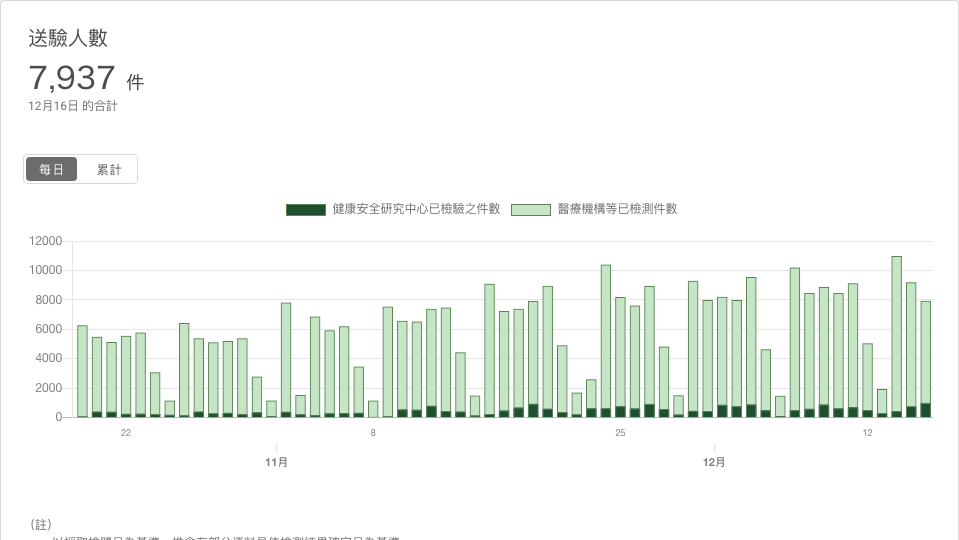 送驗人數
7,937 件
12月16日 的合計
每日 累計
健康安全研究中心已檢驗之件數 醫療機構等已檢測件數
12000
10000
8000
6000
4000
2000
0
22 8 25 12
11月 12月
（註）